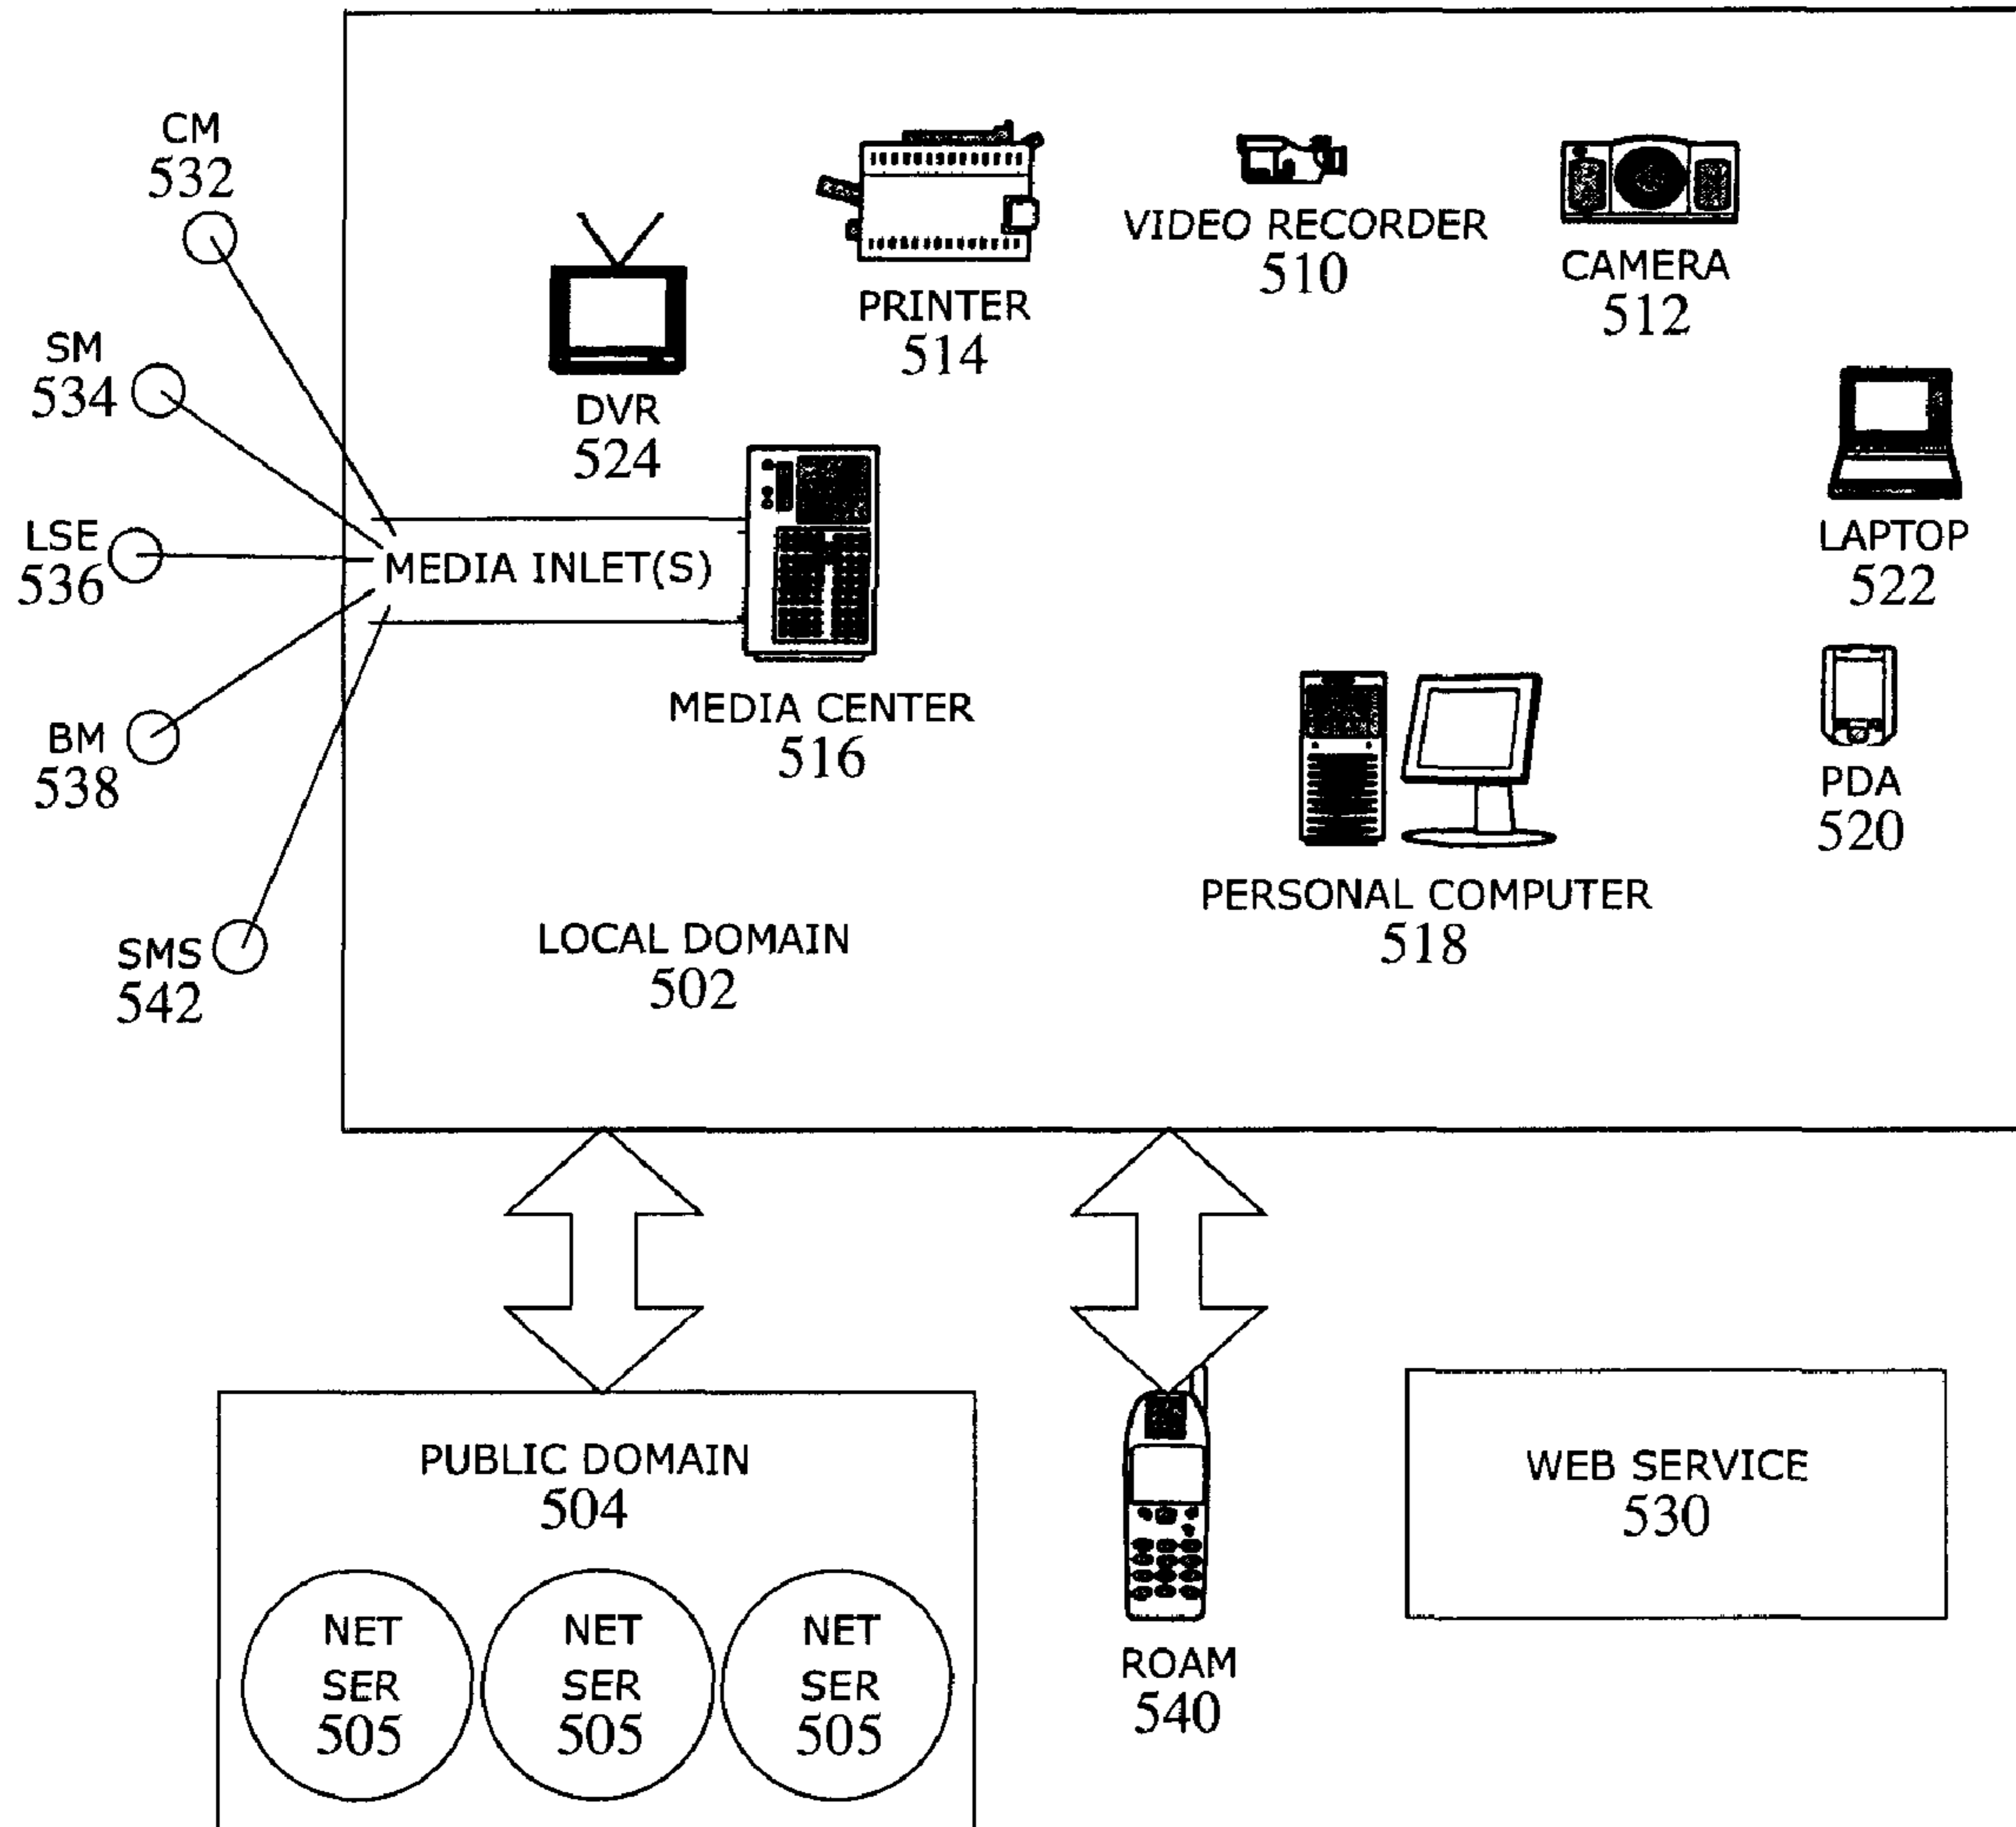 CM
532
SM
534
LSE
536
BM
538
SMS
542
MEDIA INLET(S)
DVR
524
PRINTER
514
VIDEO RECORDER
510
CAMERA
512
MEDIA CENTER
516
LAPTOP
522
PDA
520
PERSONAL COMPUTER
518
LOCAL DOMAIN
502
PUBLIC DOMAIN
504
NET
SER
505
NET
SER
505
NET
SER
505
ROAM
540
WEB SERVICE
530